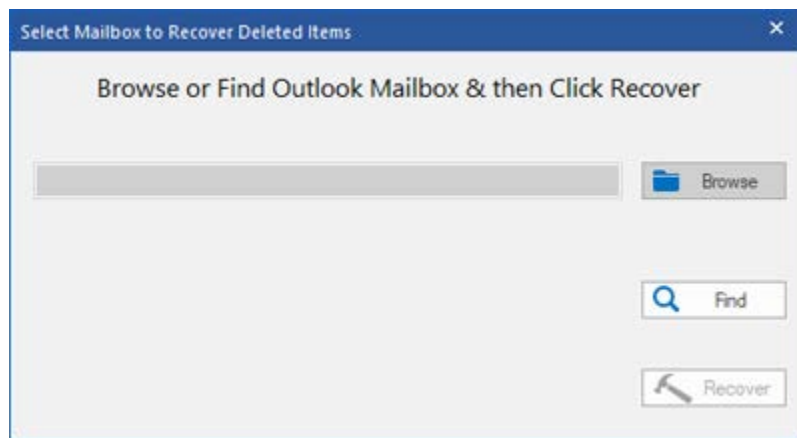 Select Mailbox to Recover Deleted Items
Browse or Find Outlook Mailbox & then Click Recover
Browse
Find
Recover